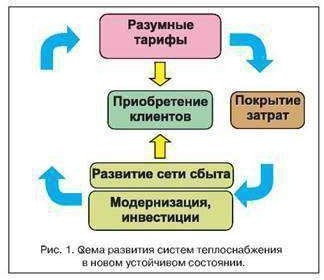 Разумные
тарифы
Приобретение
клиентов
Покрытие
затрат
Развитие сети сбыта
Модернизация,
инвестиции
Рис. 1. Схема развития систем теплоснабжения
в новом устойчивом состоянии.